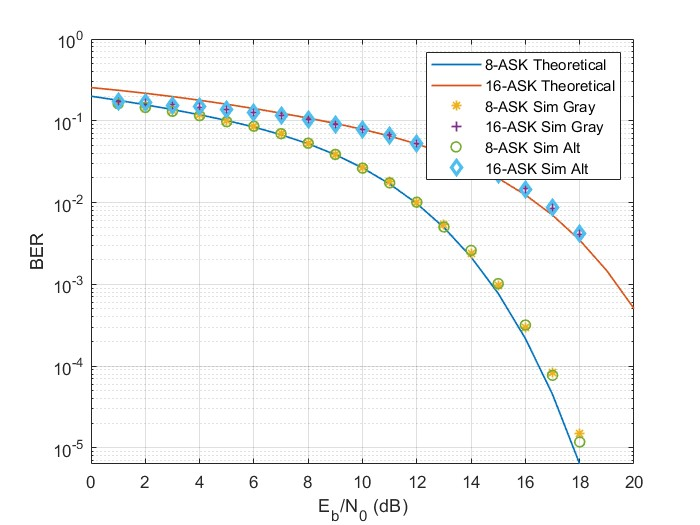 10^0
10^-1
10^-2
10^-3
10^-4
10^-5
BER
8-ASK Theoretical
16-ASK Theoretical
8-ASK Sim Gray
16-ASK Sim Gray
8-ASK Sim Alt
16-ASK Sim Alt
0 2 4 6 8 10 12 14 16 18 20
E_b/N_0 (dB)